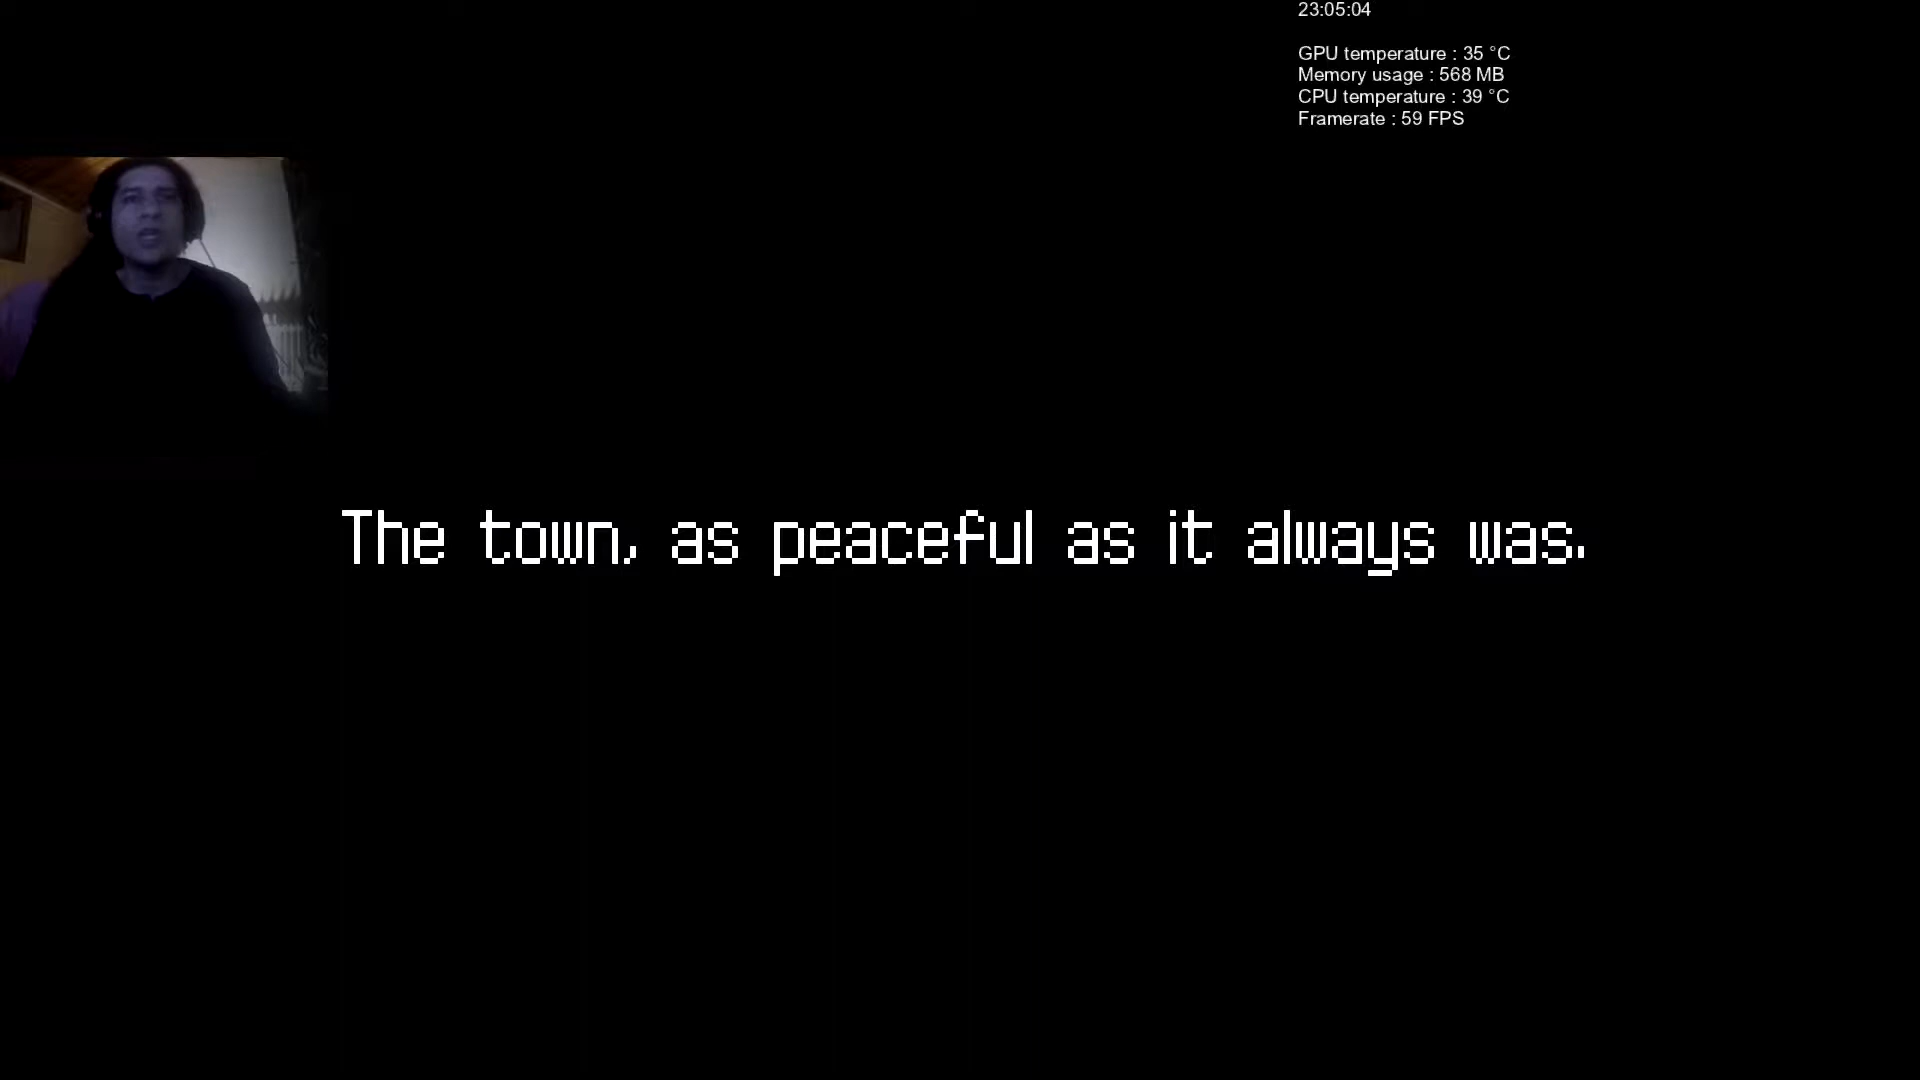 23:05:04
GPU temperature : 35 °C
Memory usage : 568 MB
CPU temperature : 39 °C
Framerate : 59 FPS
The town, as peaceful as it always was.